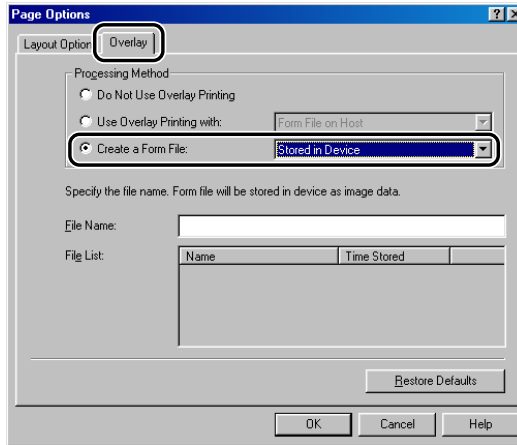 Page Options
Layout Option Overlay
Processing Method
Do Not Use Overlay Printing
Use Overlay Printing with: Form File on Host
Create a Form File: Stored in Device
Specify the file name. Form file will be stored in device as image data.
File Name:
File List: Name Time Stored
Restore Defaults
OK Cancel Help